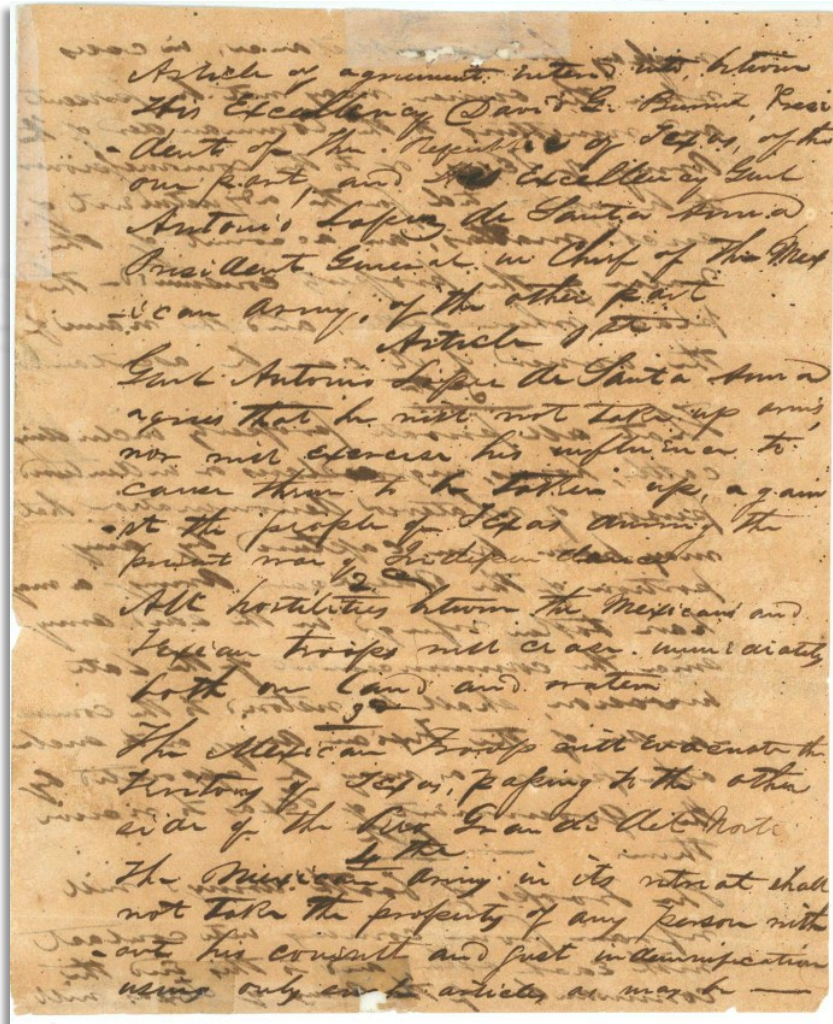 Article of agreement entered into, between
His Excellency David G. Burnet, Presi
-dent of the Republic of Texas, of the
one part, and His Excellency Genl
Antonio Lopez de Santa Anna
President General in Chief of the Mex
-ican Army, of the other part
Article 1st
Genl Antonio Lopez de Santa Anna
agrees that he will not take up arms,
nor will exercise his influence to
cause them to be taken up, again
-st the people of Texas during the
present war of Independence
2d
All hostilities between the Mexican and
Texian troops will cease immediately
both on land and water
3d
The Mexican Troops will evacuate the
Territory of Texas, passing to the other
side of the Rio Grande del Norte
4th
The Mexican Army in its retreat shall
not take the property of any person with
-out his consent and just indemnification
using only such articles as may be —